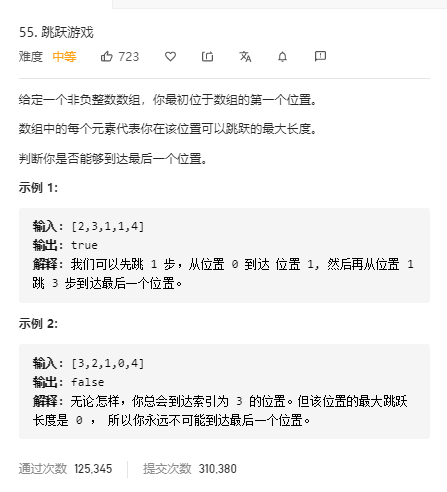 55. 跳跃游戏
难度 中等 723
给定一个非负整数数组，你最初位于数组的第一个位置。
数组中的每个元素代表你在该位置可以跳跃的最大长度。
判断你是否能够到达最后一个位置。
示例 1:
输入: [2,3,1,1,4]
输出: true
解释: 我们可以先跳 1 步，从位置 0 到达 位置 1, 然后再从位置 1
跳 3 步到达最后一个位置。
示例 2:
输入: [3,2,1,0,4]
输出: false
解释: 无论怎样，你总会到达索引为 3 的位置。但该位置的最大跳跃
长度是 0 ， 所以你永远不可能到达最后一个位置。
通过次数 125,345 提交次数 310,380